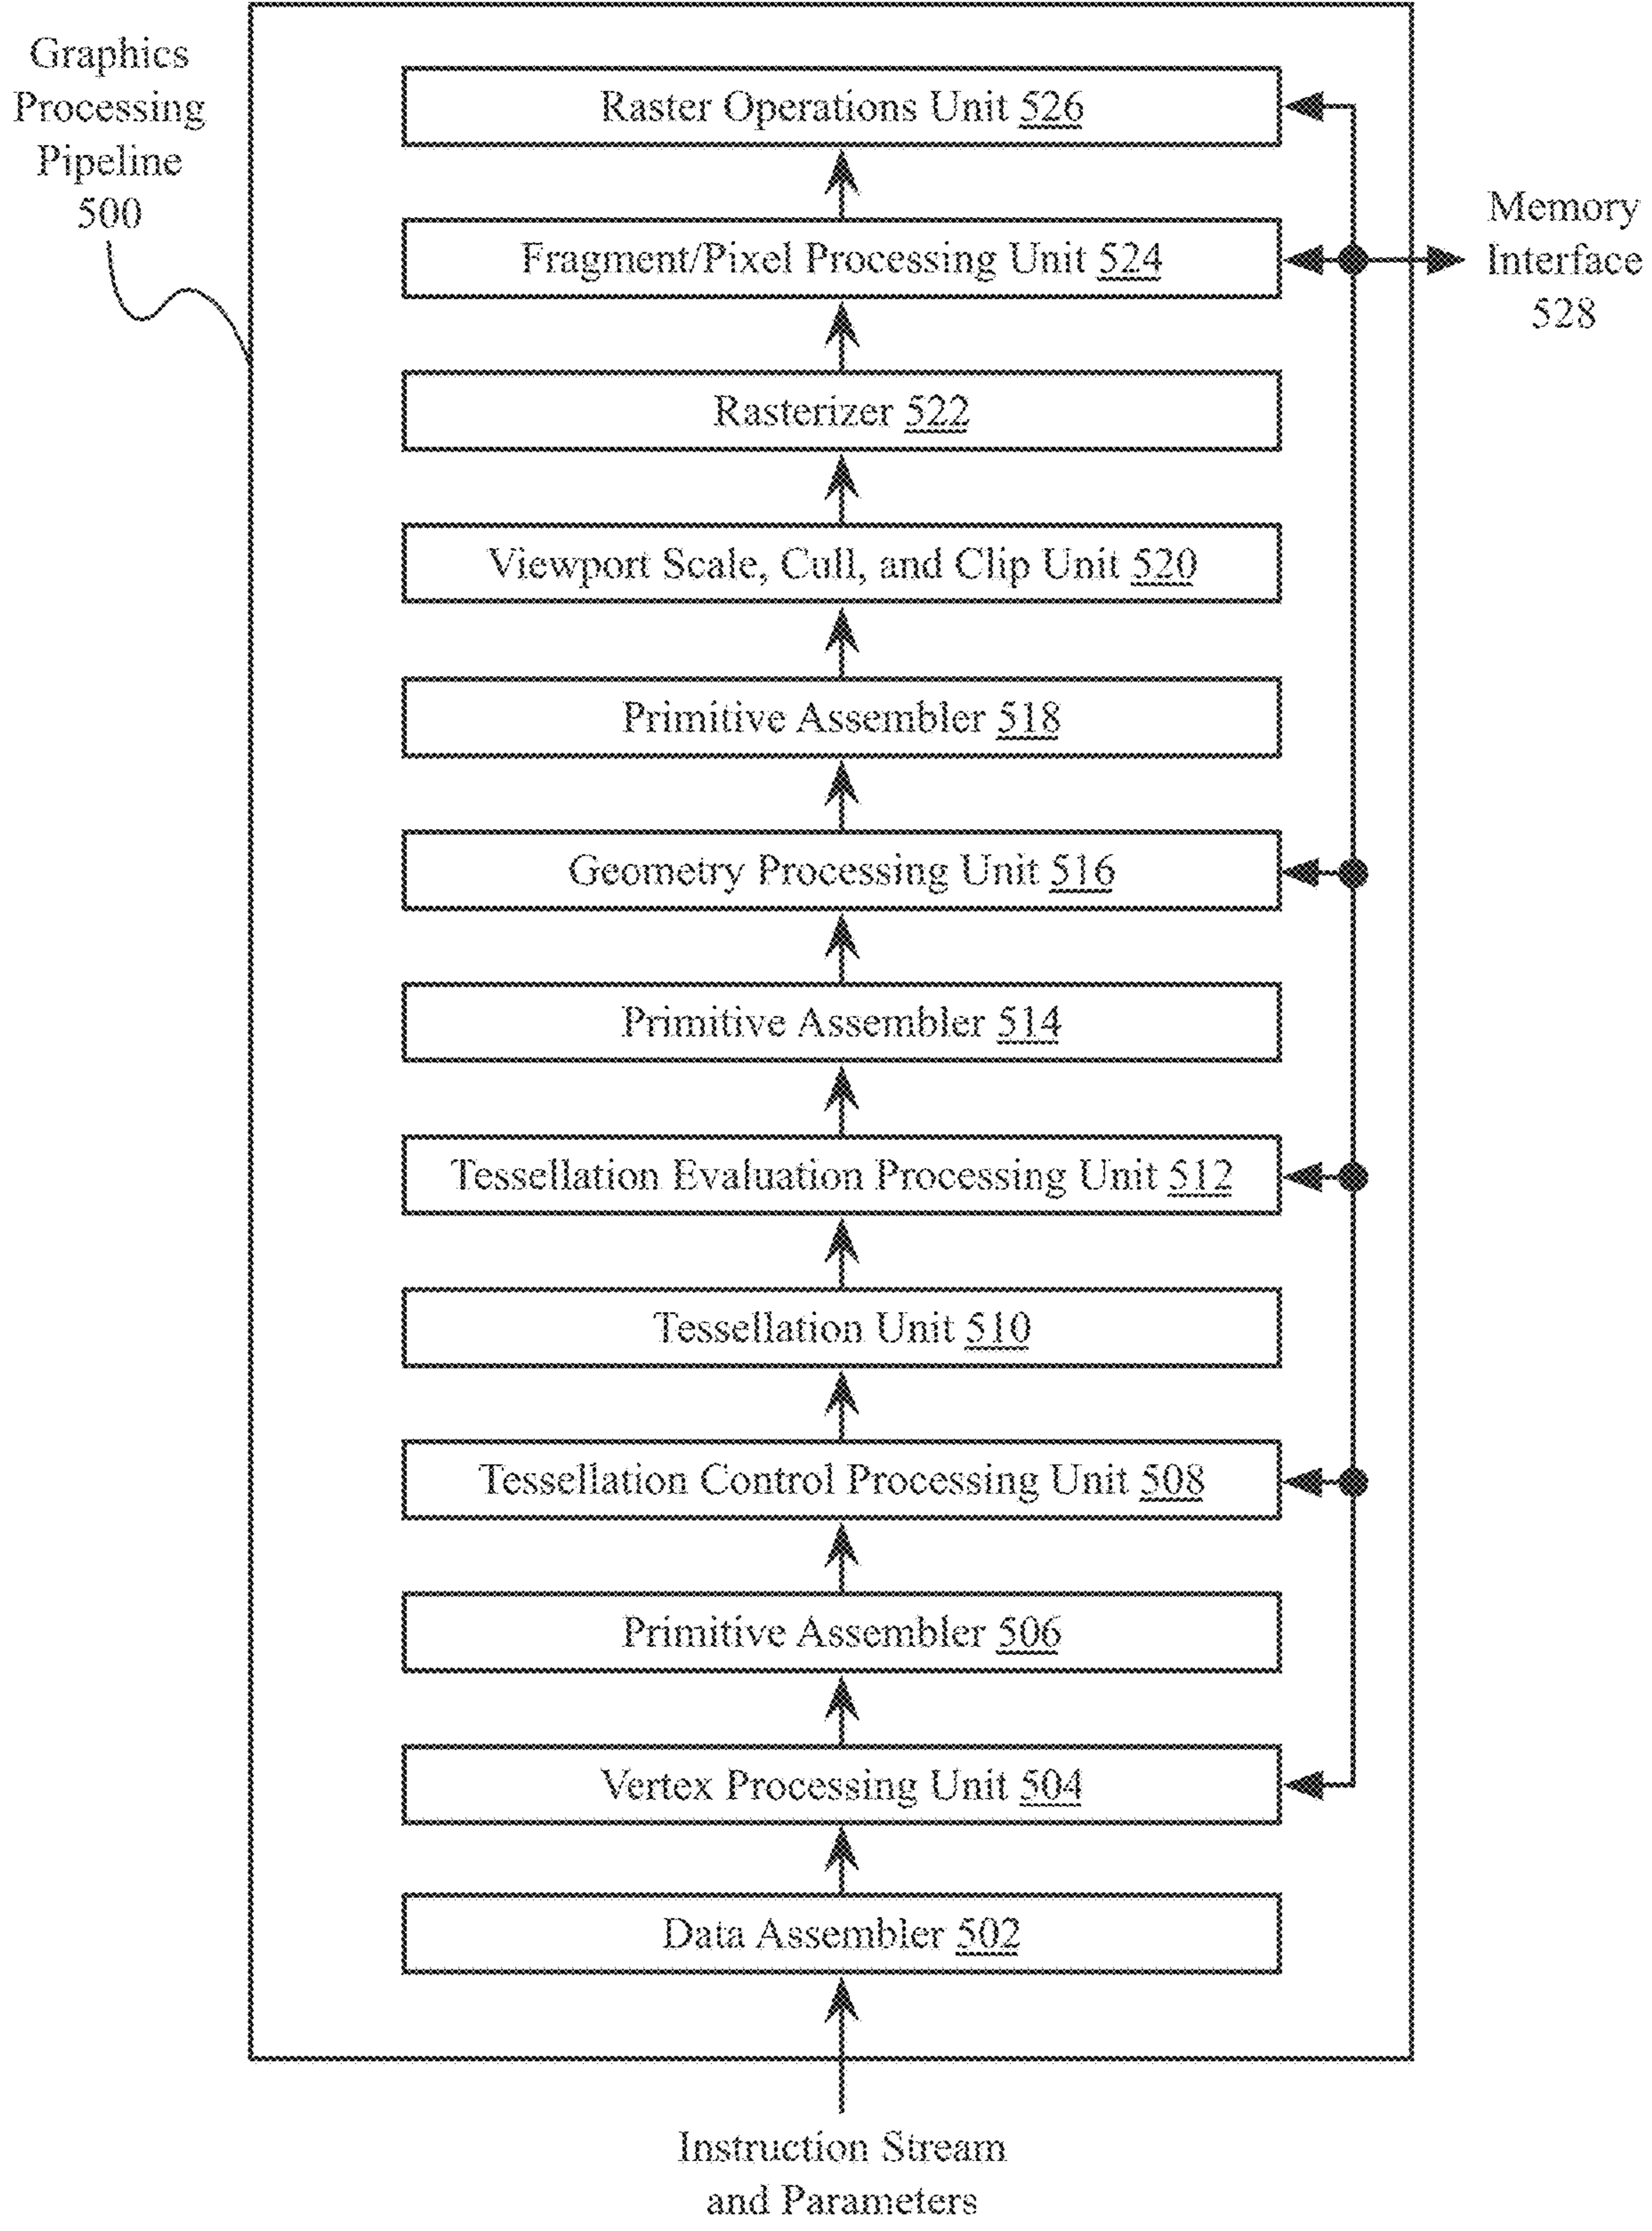 Graphics
Processing
Pipeline
500
Raster Operations Unit 526
Fragment/Pixel Processing Unit 524
Memory
Interface
528
Rasterizer 522
Viewport Scale, Cull, and Clip Unit 520
Primitive Assembler 518
Geometry Processing Unit 516
Primitive Assembler 514
Tessellation Evaluation Processing Unit 512
Tessellation Unit 510
Tessellation Control Processing Unit 508
Primitive Assembler 506
Vertex Processing Unit 504
Data Assembler 502
Instruction Stream
and Parameters